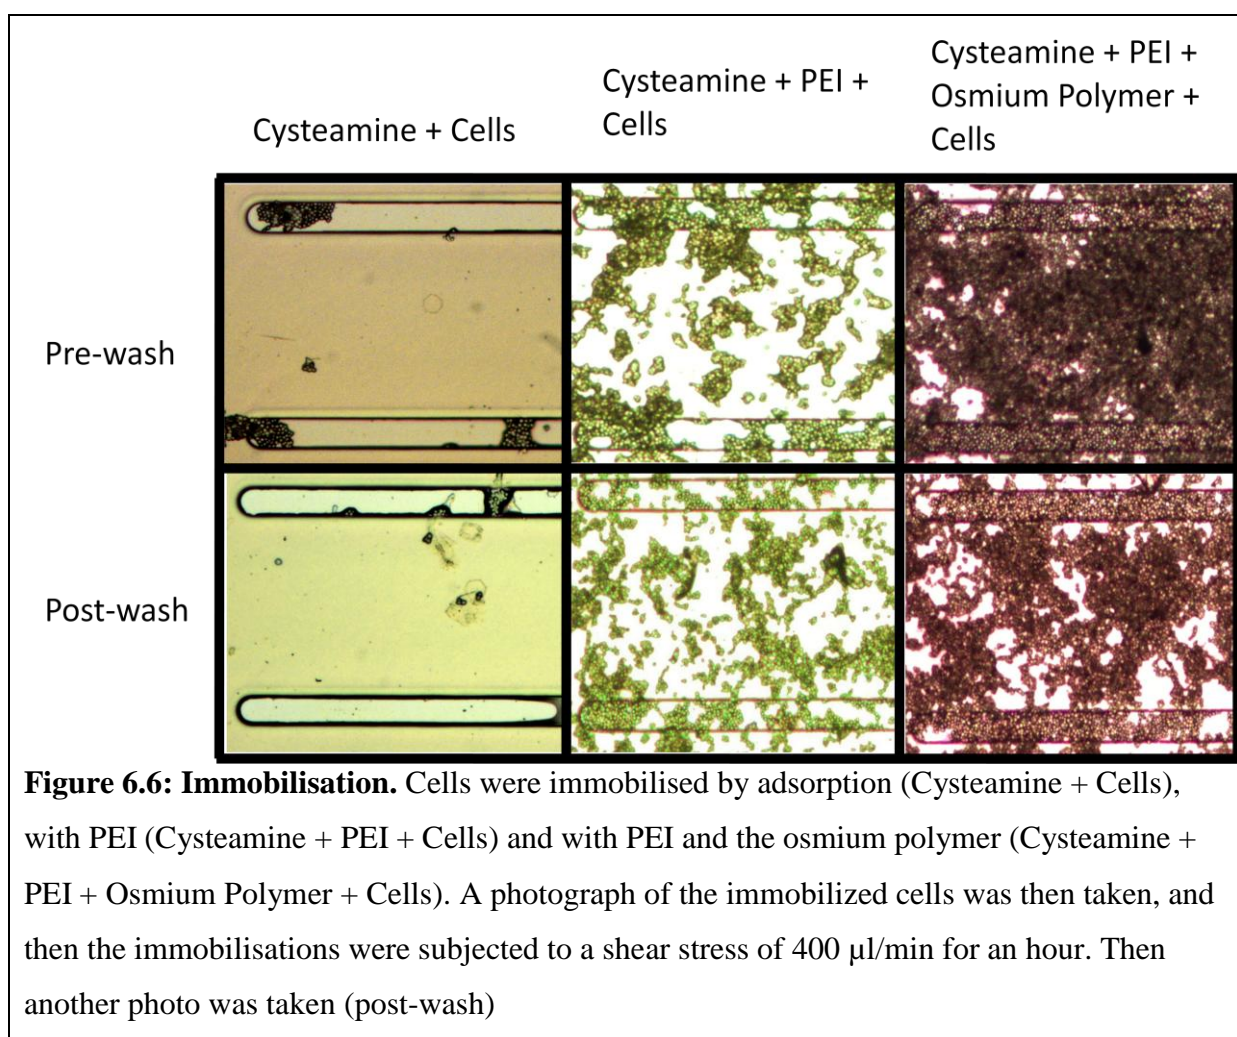 Cysteamine + Cells
Cysteamine + PEI +
Cells
Cysteamine + PEI +
Osmium Polymer +
Cells
Pre-wash
Post-wash
Figure 6.6: Immobilisation. Cells were immobilised by adsorption (Cysteamine + Cells),
with PEI (Cysteamine + PEI + Cells) and with PEI and the osmium polymer (Cysteamine +
PEI + Osmium Polymer + Cells). A photograph of the immobilized cells was then taken, and
then the immobilisations were subjected to a shear stress of 400 µl/min for an hour. Then
another photo was taken (post-wash)